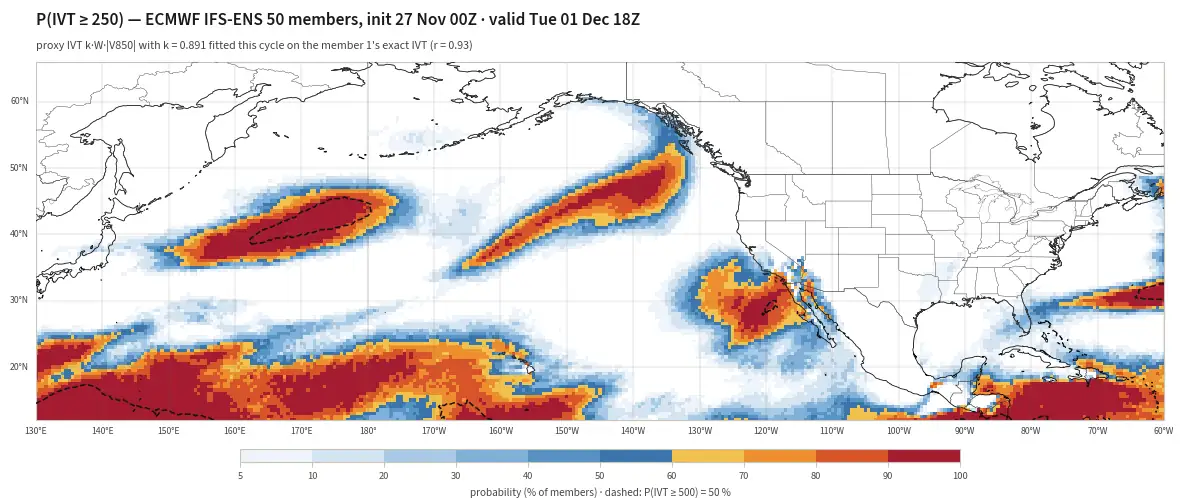 P(IVT ≥ 250) — ECMWF IFS-ENS 50 members, init 27 Nov 00Z · valid Tue 01 Dec 18Z
proxy IVT k·W·|V850| with k = 0.891 fitted this cycle on the member 1's exact IVT (r = 0.93)
60°N
50°N
40°N
30°N
20°N
130°E 140°E 150°E 160°E 170°E 180° 170°W 160°W 150°W 140°W 130°W 120°W 110°W 100°W 90°W 80°W 70°W 60°W
5 10 20 30 40 50 60 70 80 90 100
probability (% of members) · dashed: P(IVT ≥ 500) = 50 %